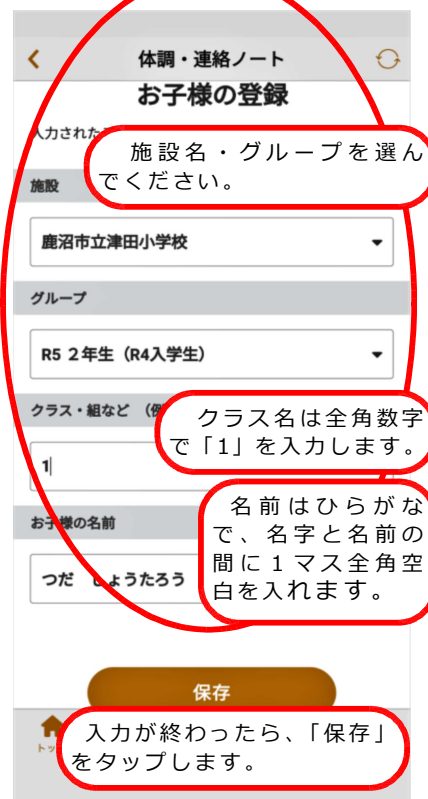 体調・連絡ノート
お子様の登録
入力された
施設名・グループを選ん
でください。
施設
鹿沼市立津田小学校
グループ
R5 2年生（R4入学生）
クラス・組など （例
クラス名は全角数字
で「1」を入力します。
1
名前はひらがな
で、名字と名前の
間に１マス全角空
白を入れます。
お子様の名前
つだ しょうたろう
保存
入力が終わったら、「保存」
をタップします。